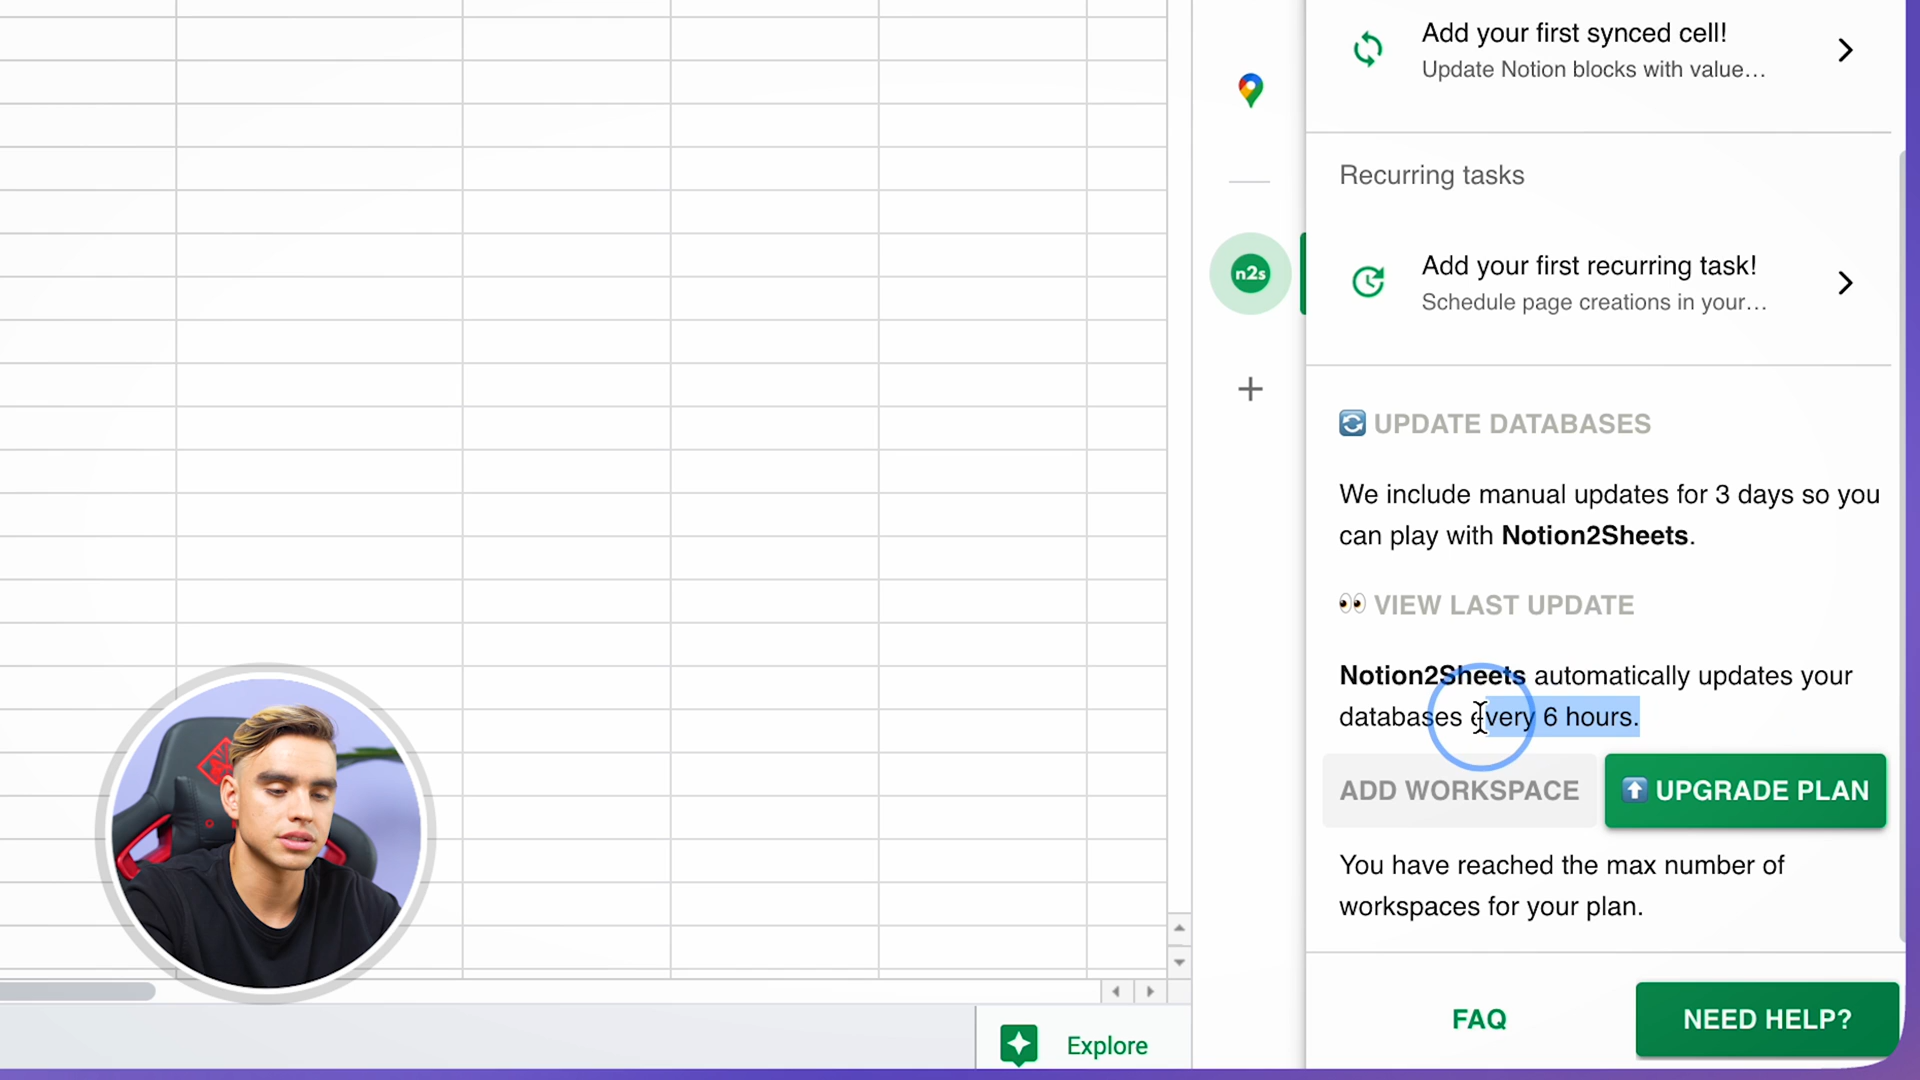 Add your first synced cell!
Update Notion blocks with value...
Recurring tasks
n2s
Add your first recurring task!
Schedule page creations in your...
UPDATE DATABASES
We include manual updates for 3 days so you
can play with Notion2Sheets.
VIEW LAST UPDATE
Notion2Sheets automatically updates your
databases every 6 hours.
ADD WORKSPACE
UPGRADE PLAN
You have reached the max number of
workspaces for your plan.
FAQ
NEED HELP?
Explore